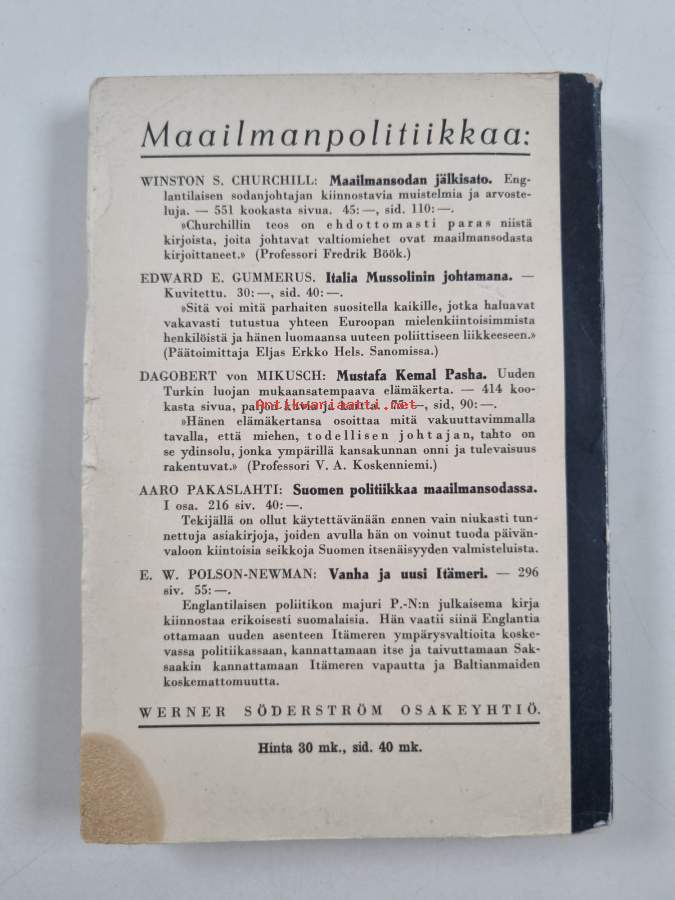 Maailmanpolitiikkaa:
WINSTON S. CHURCHILL: Maailmansodan jälkisato. Eng-
lantilaisen sodanjohtajan kiinnostavia muistelmia ja arvoste-
luja. — 551 kookasta sivua. 45: —, sid. 110: —.
»Churchillin teos on ehdottomasti paras niistä
kirjoista, joita johtavat valtiomiehet ovat maailmansodasta
kirjoittaneet.» (Professori Fredrik Böök.)
EDWARD E. GUMMERUS. Italia Mussolinin johtamana. —
Kuvitettu. 30: —, sid. 40: —.
»Sitä voi mitä parhaiten suositella kaikille, jotka haluavat
vakavasti tutustua yhteen Euroopan mielenkiintoisimmista
henkilöistä ja hänen luomaansa uuteen poliittiseen liikkeeseen.»
(Päätoimittaja Eljas Erkko Hels. Sanomissa.)
DAGOBERT von MIKUSCH: Mustafa Kemal Pasha. Uuden
Turkin luojan mukaansatempaava elämäkerta. — 414 koo-
kasta sivua, paljon kuvia ja 75: —, sid, 90: —.
Antikvariaatti.net
»Hänen elämäkertansa osoittaa mitä vakuuttavimmalla
tavalla, että miehen, todellisen johtajan, tahto on
se ydinsolu, jonka ympärillä kansakunnan onni ja tulevaisuus
rakentuvat.» (Professori V. A. Koskenniemi.)
AARO PAKASLAHTI: Suomen politiikkaa maailmansodassa.
I osa. 216 siv. 40: —.
Tekijällä on ollut käytettävänään ennen vain niukasti tun-
nettuja asiakirjoja, joiden avulla hän on voinut tuoda päivän-
valoon kiintoisia seikkoja Suomen itsenäisyyden valmisteluista.
E. W. POLSON-NEWMAN: Vanha ja uusi Itämeri. — 296
siv. 55: —.
Englantilaisen poliitikon majuri P.-N:n julkaisema kirja
kiinnostaa erikoisesti suomalaisia. Hän vaatii siinä Englantia
ottamaan uuden asenteen Itämeren ympärysvaltioita koske-
vassa politiikassaan, kannattamaan itse ja taivuttamaan Sak-
saakin kannattamaan Itämeren vapautta ja Baltianmaiden
koskemattomuutta.
WERNER SÖDERSTRÖM OSAKEYHTIÖ.
Hinta 30 mk., sid. 40 mk.